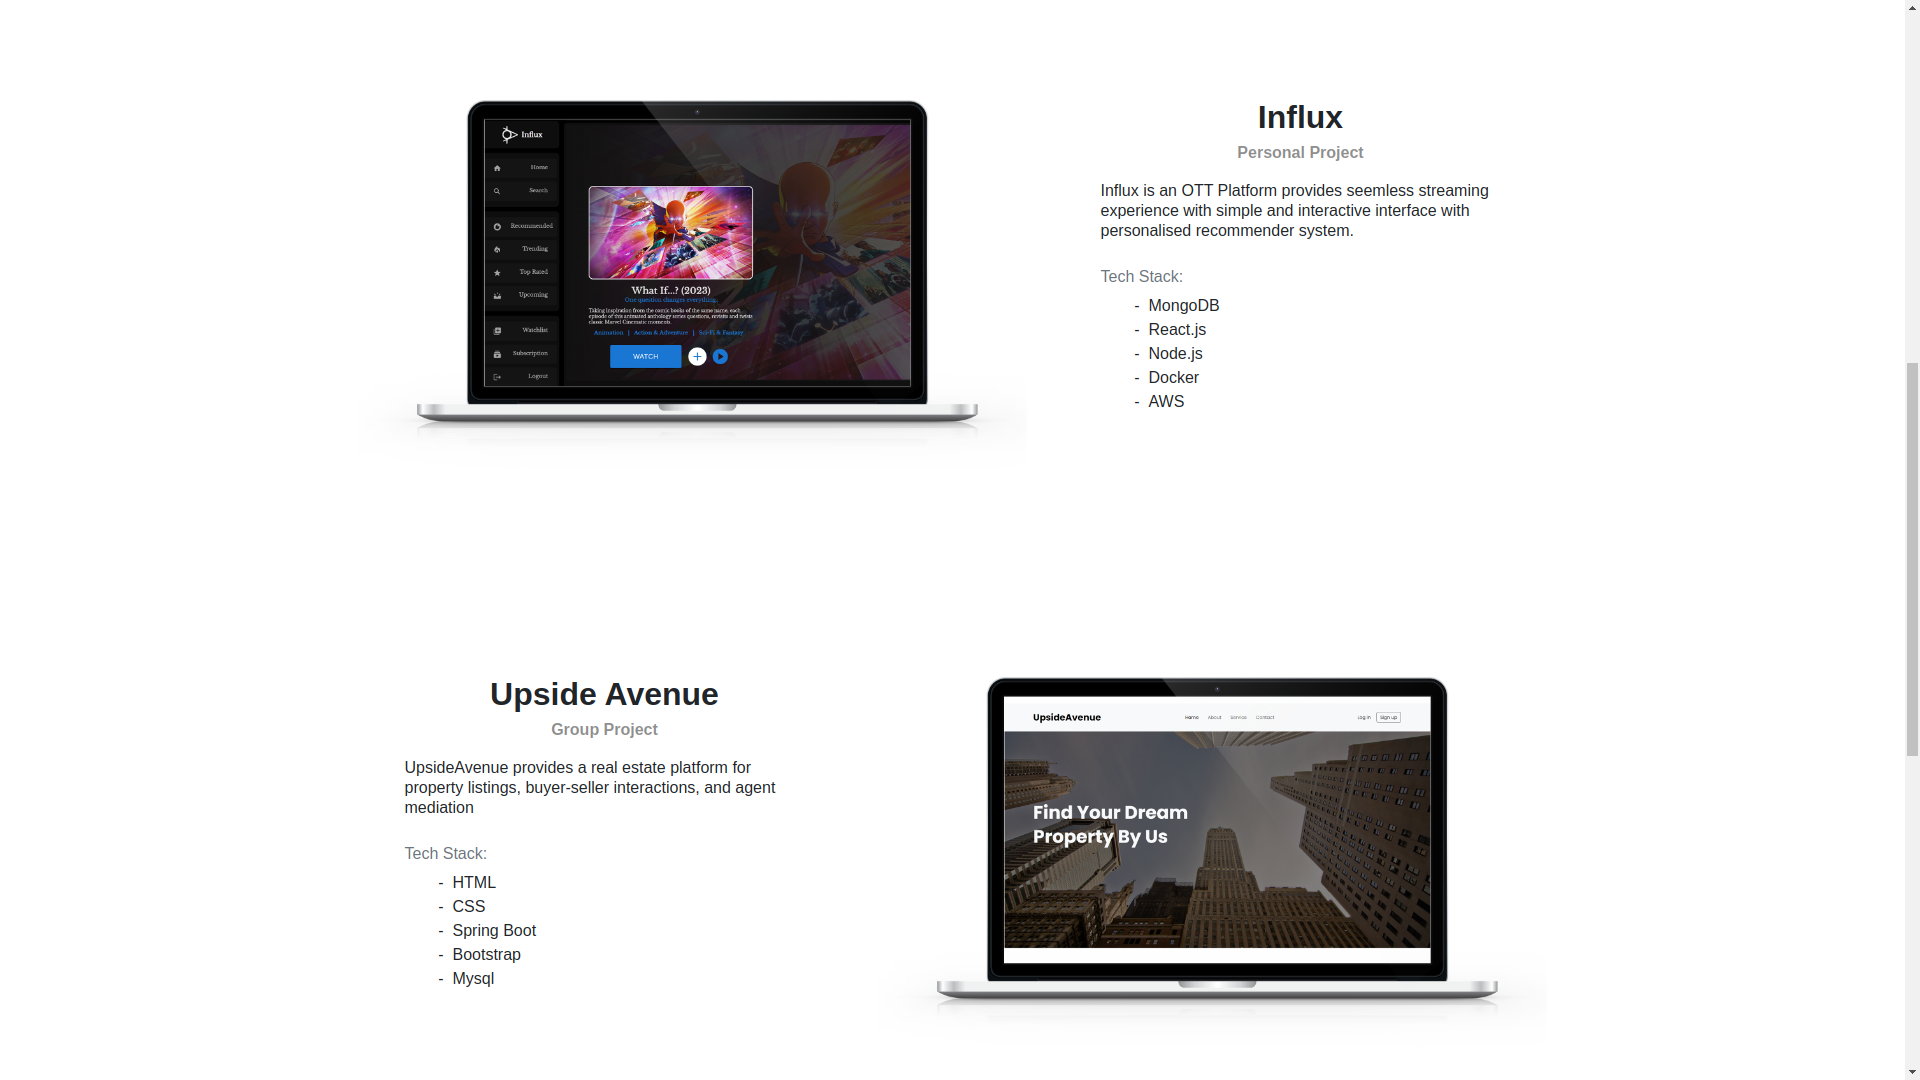 Influx
Home
Search
Recommended
Trending
Top Rated
Upcoming
Watchlist
Subscription
Logout
What If...? (2023)
One question changes everything.
Taking inspiration from the comic books of the same name, each
episode of this animated anthology series questions, revisits and twists
classic Marvel Cinematic moments.
Animation | Action & Adventure | Sci-Fi & Fantasy
WATCH
Influx
Personal Project
Influx is an OTT Platform provides seemless streaming
experience with simple and interactive interface with
personalised recommender system.
Tech Stack:
- MongoDB
- React.js
- Node.js
- Docker
- AWS
Upside Avenue
Group Project
UpsideAvenue provides a real estate platform for
property listings, buyer-seller interactions, and agent
mediation
Tech Stack:
- HTML
- CSS
- Spring Boot
- Bootstrap
- Mysql
UpsideAvenue
Home About Service Contact
Log in Sign up
Find Your Dream
Property By Us